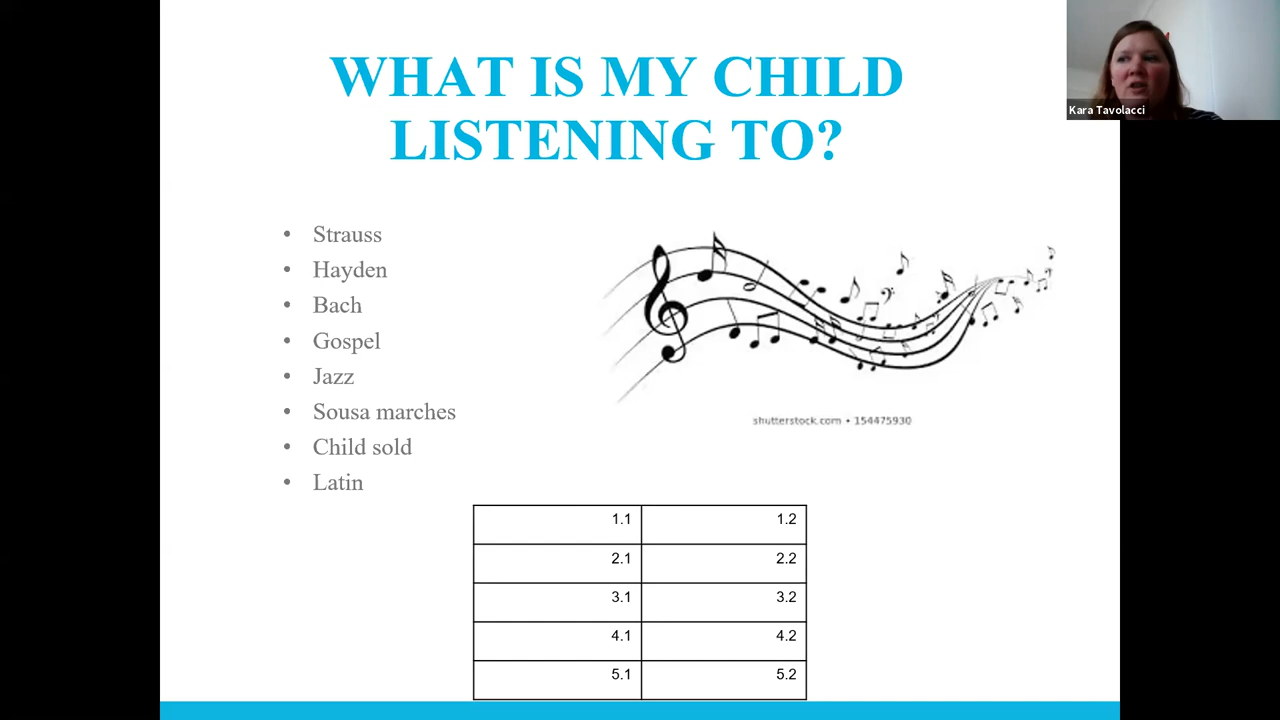 WHAT IS MY CHILD
LISTENING TO?
Kara Tavolacci
• Strauss
• Hayden
• Bach
• Gospel
• Jazz
• Sousa marches
• Child sold
• Latin
shutterstock.com • 154475930
1.1 1.2
2.1 2.2
3.1 3.2
4.1 4.2
5.1 5.2